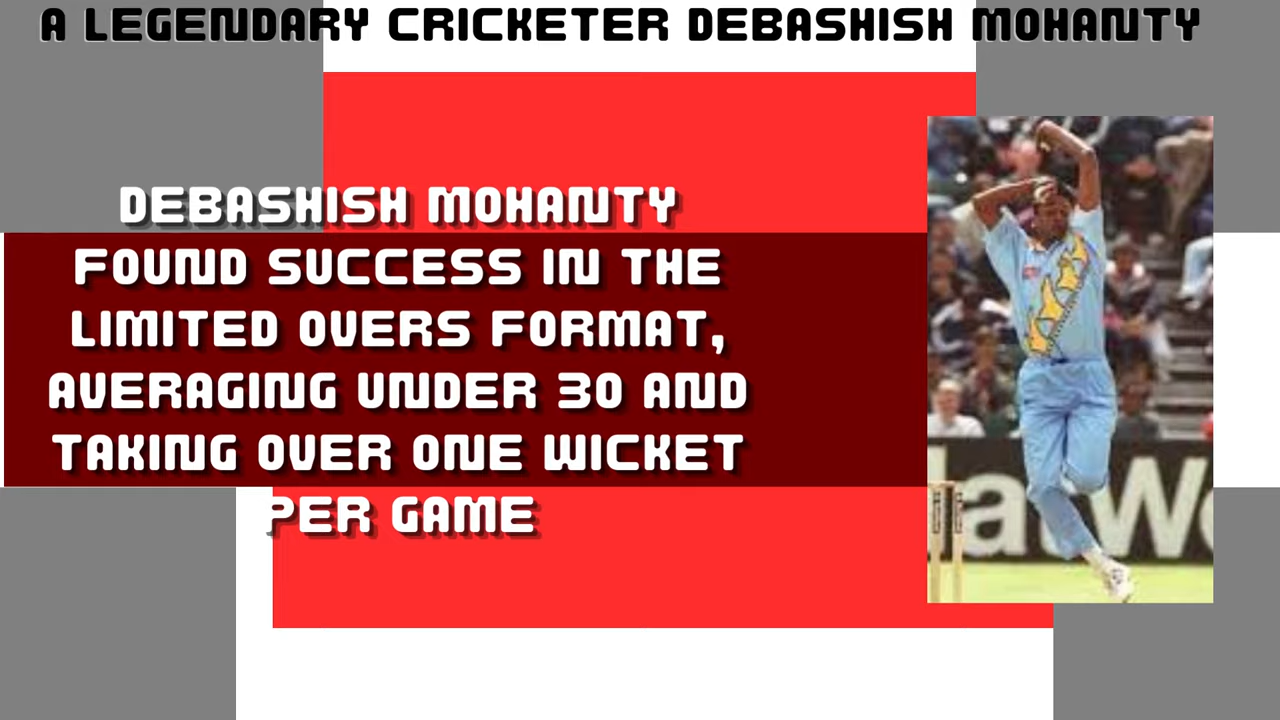 A LEGENDARY CRICKETER DEBASHISH MOHANTY
DEBASHISH MOHANTY
FOUND SUCCESS IN THE
LIMITED OVERS FORMAT,
AVERAGING UNDER 30 AND
TAKING OVER ONE WICKET
PER GAME